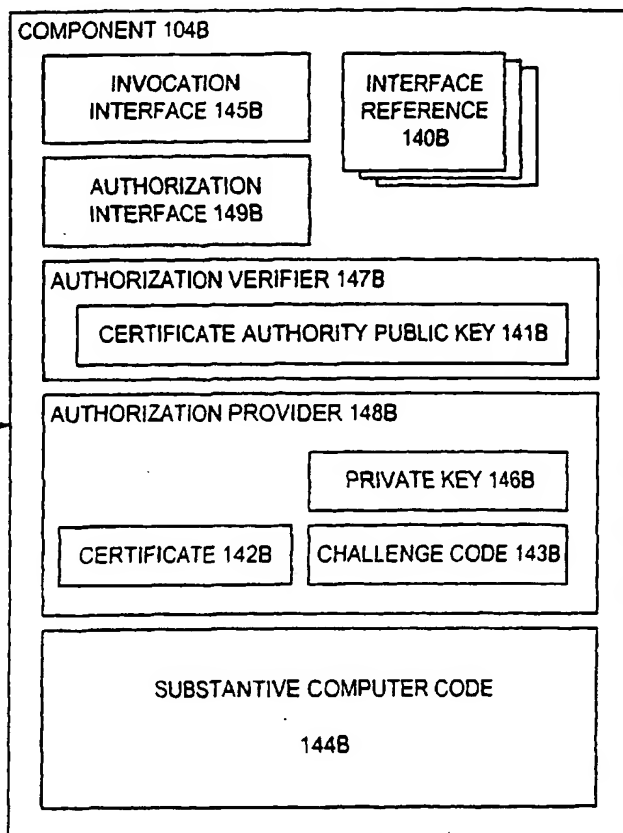 COMPONENT 104B
INVOCATION
INTERFACE 145B
INTERFACE
REFERENCE
140B
AUTHORIZATION
INTERFACE 149B
AUTHORIZATION VERIFIER 147B
CERTIFICATE AUTHORITY PUBLIC KEY 141B
AUTHORIZATION PROVIDER 148B
PRIVATE KEY 146B
CERTIFICATE 142B
CHALLENGE CODE 143B
SUBSTANTIVE COMPUTER CODE
144B